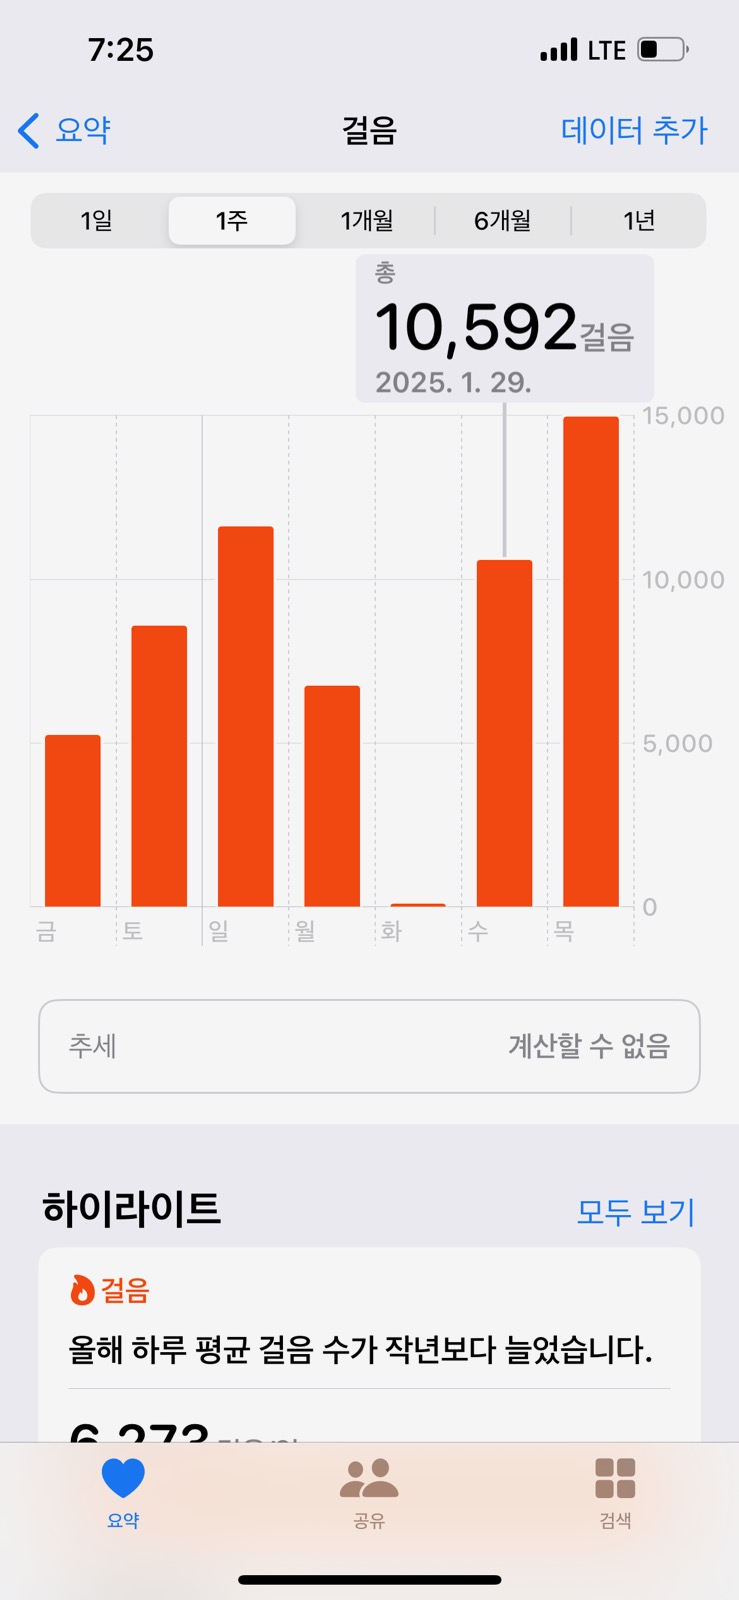 7:25 LTE
요약 걸음 데이터 추가
1일 1주 1개월 6개월 1년
총
10,592걸음
2025. 1. 29.
15,000
10,000
5,000
0
금 토 일 월 화 수 목
추세 계산할 수 없음
하이라이트 모두 보기
걸음
올해 하루 평균 걸음 수가 작년보다 늘었습니다.
6,273
요약 공유 검색